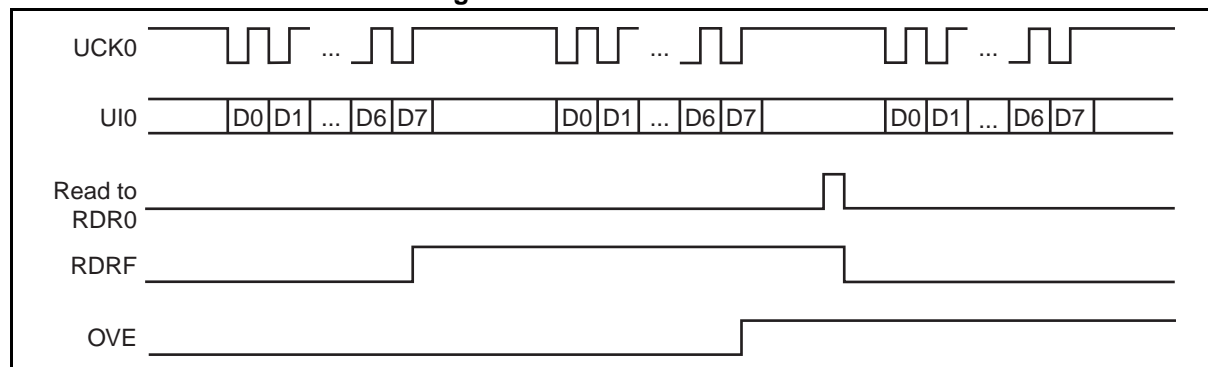 UCK0
... ... ...
UI0
D0 D1 ... D6 D7 D0 D1 ... D6 D7 D0 D1 ... D6 D7
Read to
RDR0
RDRF
OVE